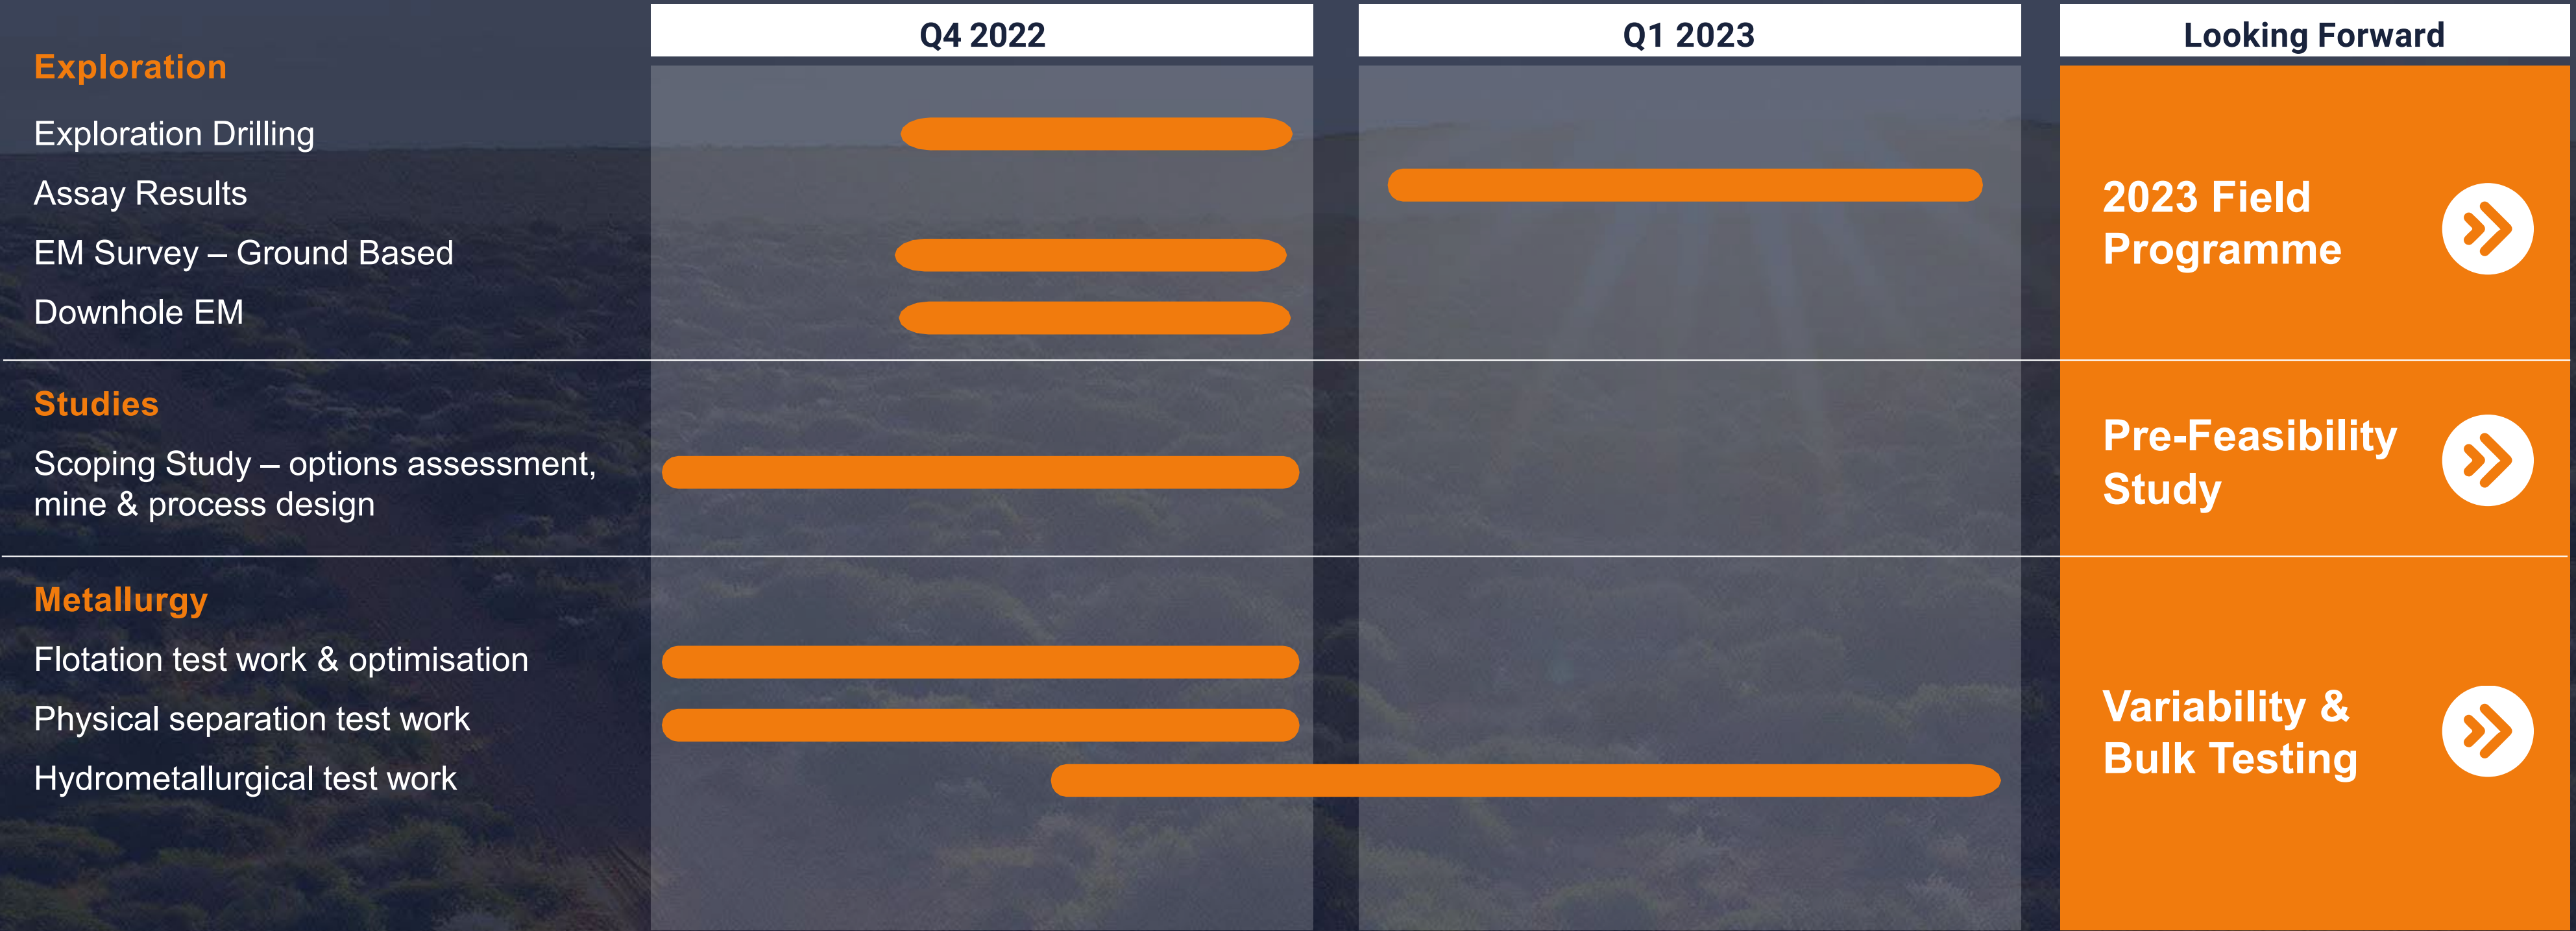 Q4 2022
Q1 2023
Looking Forward
Exploration
Exploration Drilling
Assay Results
EM Survey – Ground Based
Downhole EM
2023 Field
Programme
Studies
Scoping Study – options assessment,
mine & process design
Pre-Feasibility
Study
Metallurgy
Flotation test work & optimisation
Physical separation test work
Hydrometallurgical test work
Variability &
Bulk Testing